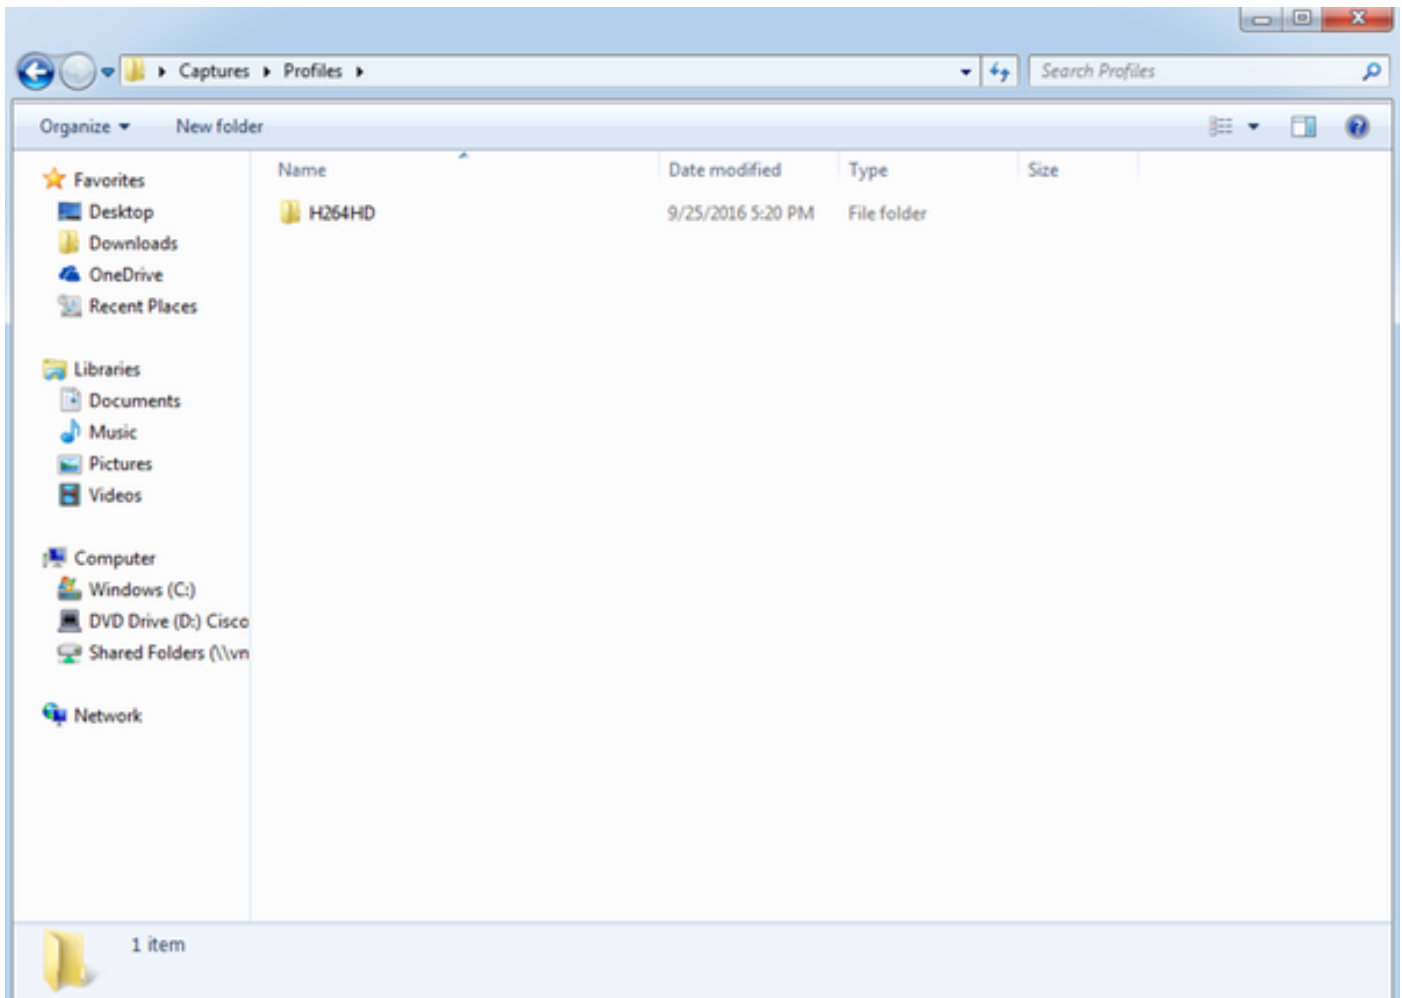 Captures Profiles
Search Profiles
Organize New folder
Name Date modified Type Size
H264HD 9/25/2016 5:20 PM File folder
Favorites
Desktop
Downloads
OneDrive
Recent Places
Libraries
Documents
Music
Pictures
Videos
Computer
Windows (C:)
DVD Drive (D:) Cisco
Shared Folders (\\vn
Network
1 item